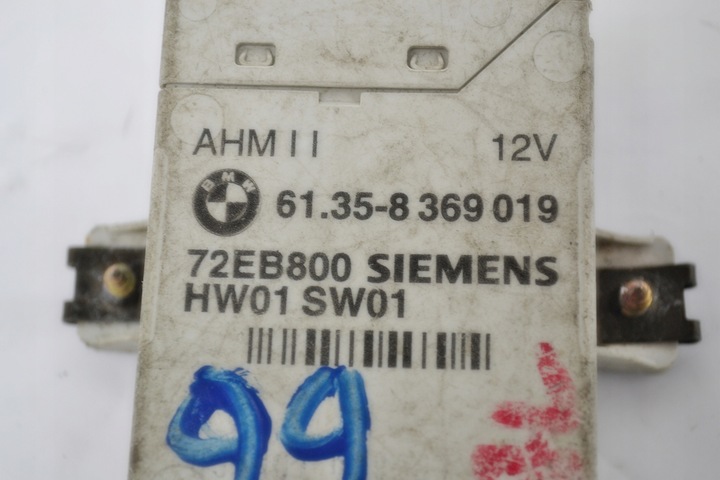 AHM II 12V
BMW 61.35-8 369 019
72EB800 SIEMENS
HW01 SW01
99